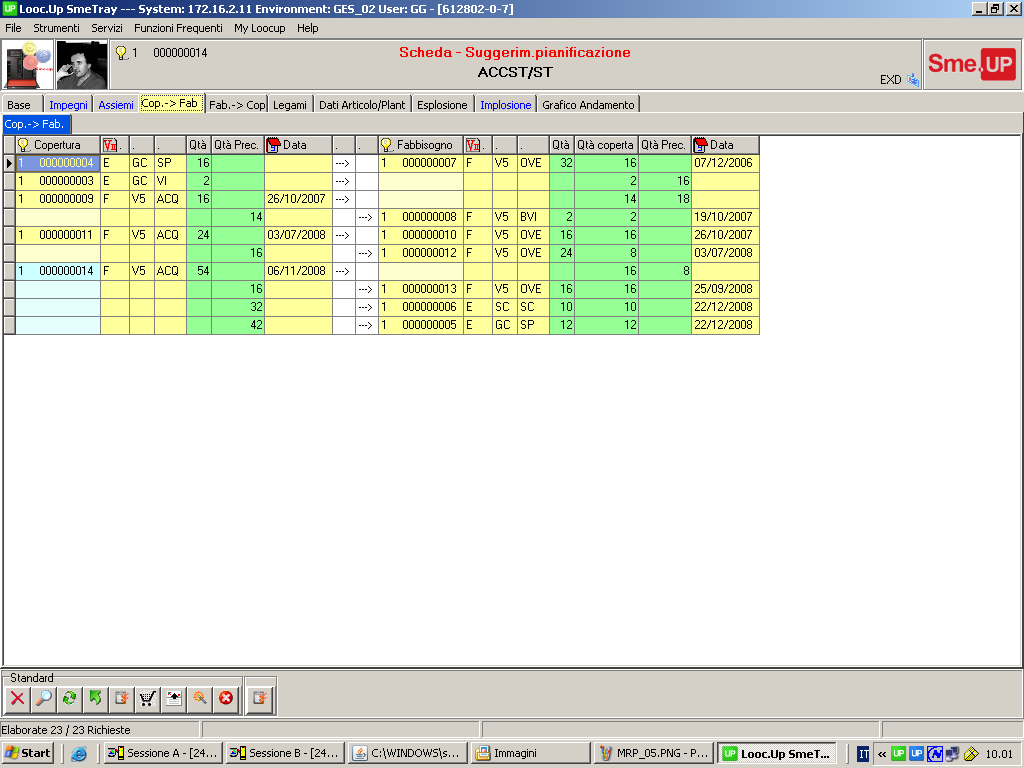 Looc.Up SmeTray --- System: 172.16.2.11 Environment: GES_02 User: GG - [612802-0-7]
File Strumenti Servizi Funzioni Frequenti My Loocup Help
1 000000014
Scheda - Suggerim.pianificazione
ACCST/ST
EXD
Sme.UP
Base Impegni Assiemi Cop.-> Fab Fab.-> Cop Legami Dati Articolo/Plant Esplosione Implosione Grafico Andamento
Cop.-> Fab.
Copertura . . . Qtà Qtà Prec. Data . . Fabbisogno . . . Qtà Qtà coperta Qtà Prec. Data
1 000000004 E GC SP 16 ---> 1 000000007 F V5 OVE 32 16 07/12/2006
1 000000003 E GC VI 2 ---> 2 16
1 000000009 F V5 ACQ 16 26/10/2007 ---> 14 18
14 ---> 1 000000008 F V5 BVI 2 2 19/10/2007
1 000000011 F V5 ACQ 24 03/07/2008 ---> 1 000000010 F V5 OVE 16 16 26/10/2007
16 ---> 1 000000012 F V5 OVE 24 8 03/07/2008
1 000000014 F V5 ACQ 54 06/11/2008 ---> 16 8
16 ---> 1 000000013 F V5 OVE 16 16 25/09/2008
32 ---> 1 000000006 E SC SC 10 10 22/12/2008
42 ---> 1 000000005 E GC SP 12 12 22/12/2008
Standard
Elaborate 23 / 23 Richieste
Start Sessione A - [24... Sessione B - [24... C:\WINDOWS\s... Immagini MRP_05.PNG - P... Looc.Up SmeT... IT « UP UP 10.01